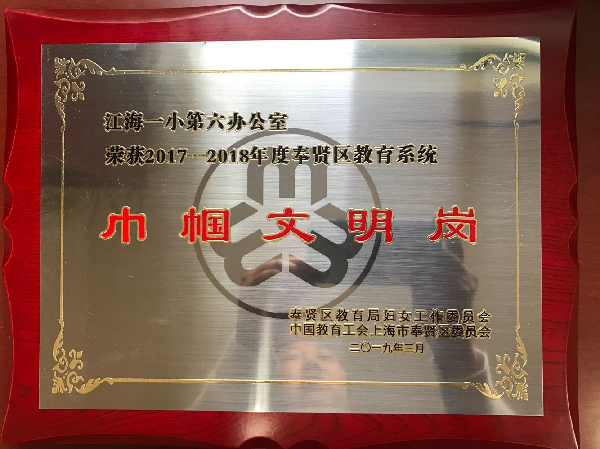 江海一小第六办公室
荣获2017—2018年度奉贤区教育系统
巾帼文明岗
奉贤区教育局妇女工作委员会
中国教育工会上海市奉贤区委员会
二〇一九年三月